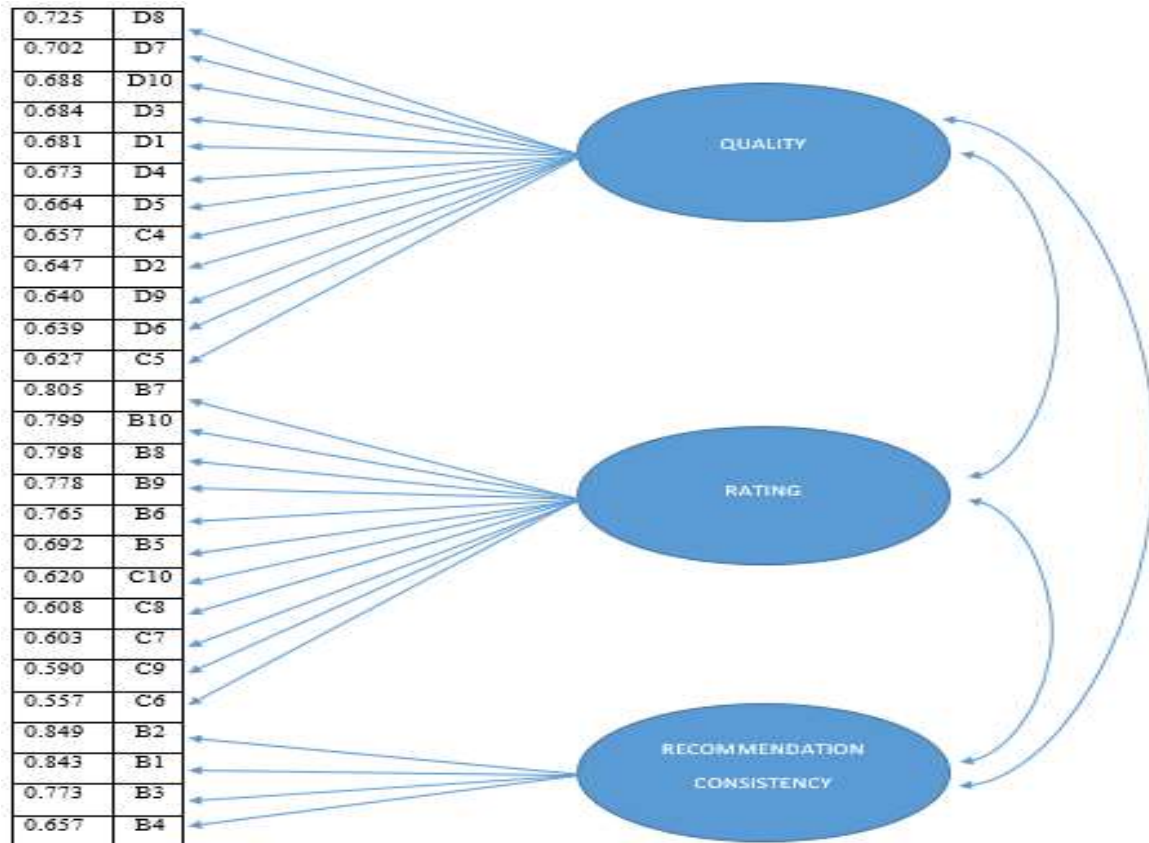 0.725 D8
0.702 D7
0.688 D10
0.684 D3
0.681 D1
0.673 D4
0.664 D5
0.657 C4
0.647 D2
0.640 D9
0.639 D6
0.627 C5
0.805 B7
0.799 B10
0.798 B8
0.778 B9
0.765 B6
0.692 B5
0.620 C10
0.608 C8
0.603 C7
0.590 C9
0.557 C6
0.849 B2
0.843 B1
0.773 B3
0.657 B4
QUALITY
RATING
RECOMMENDATION
CONSISTENCY